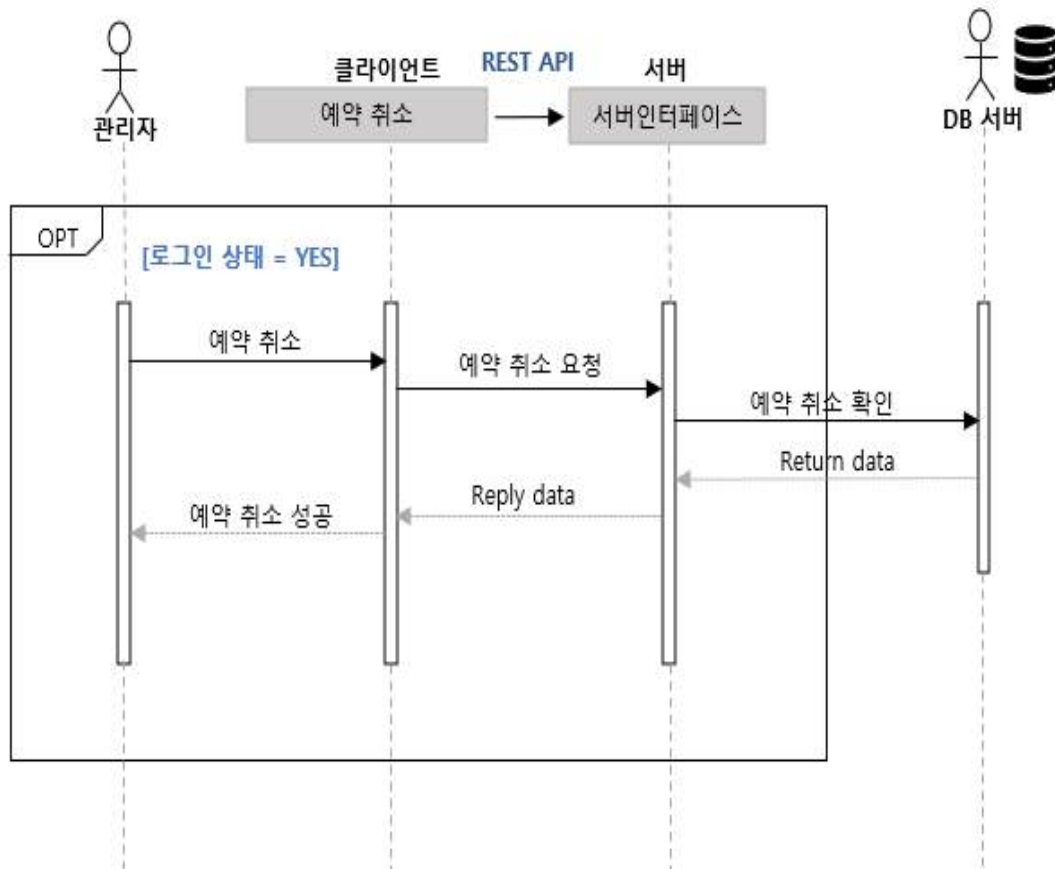 클라이언트
REST API
서버
예약 취소
서버인터페이스
관리자
DB 서버
OPT
[로그인 상태 = YES]
예약 취소
예약 취소 요청
예약 취소 확인
Return data
Reply data
예약 취소 성공